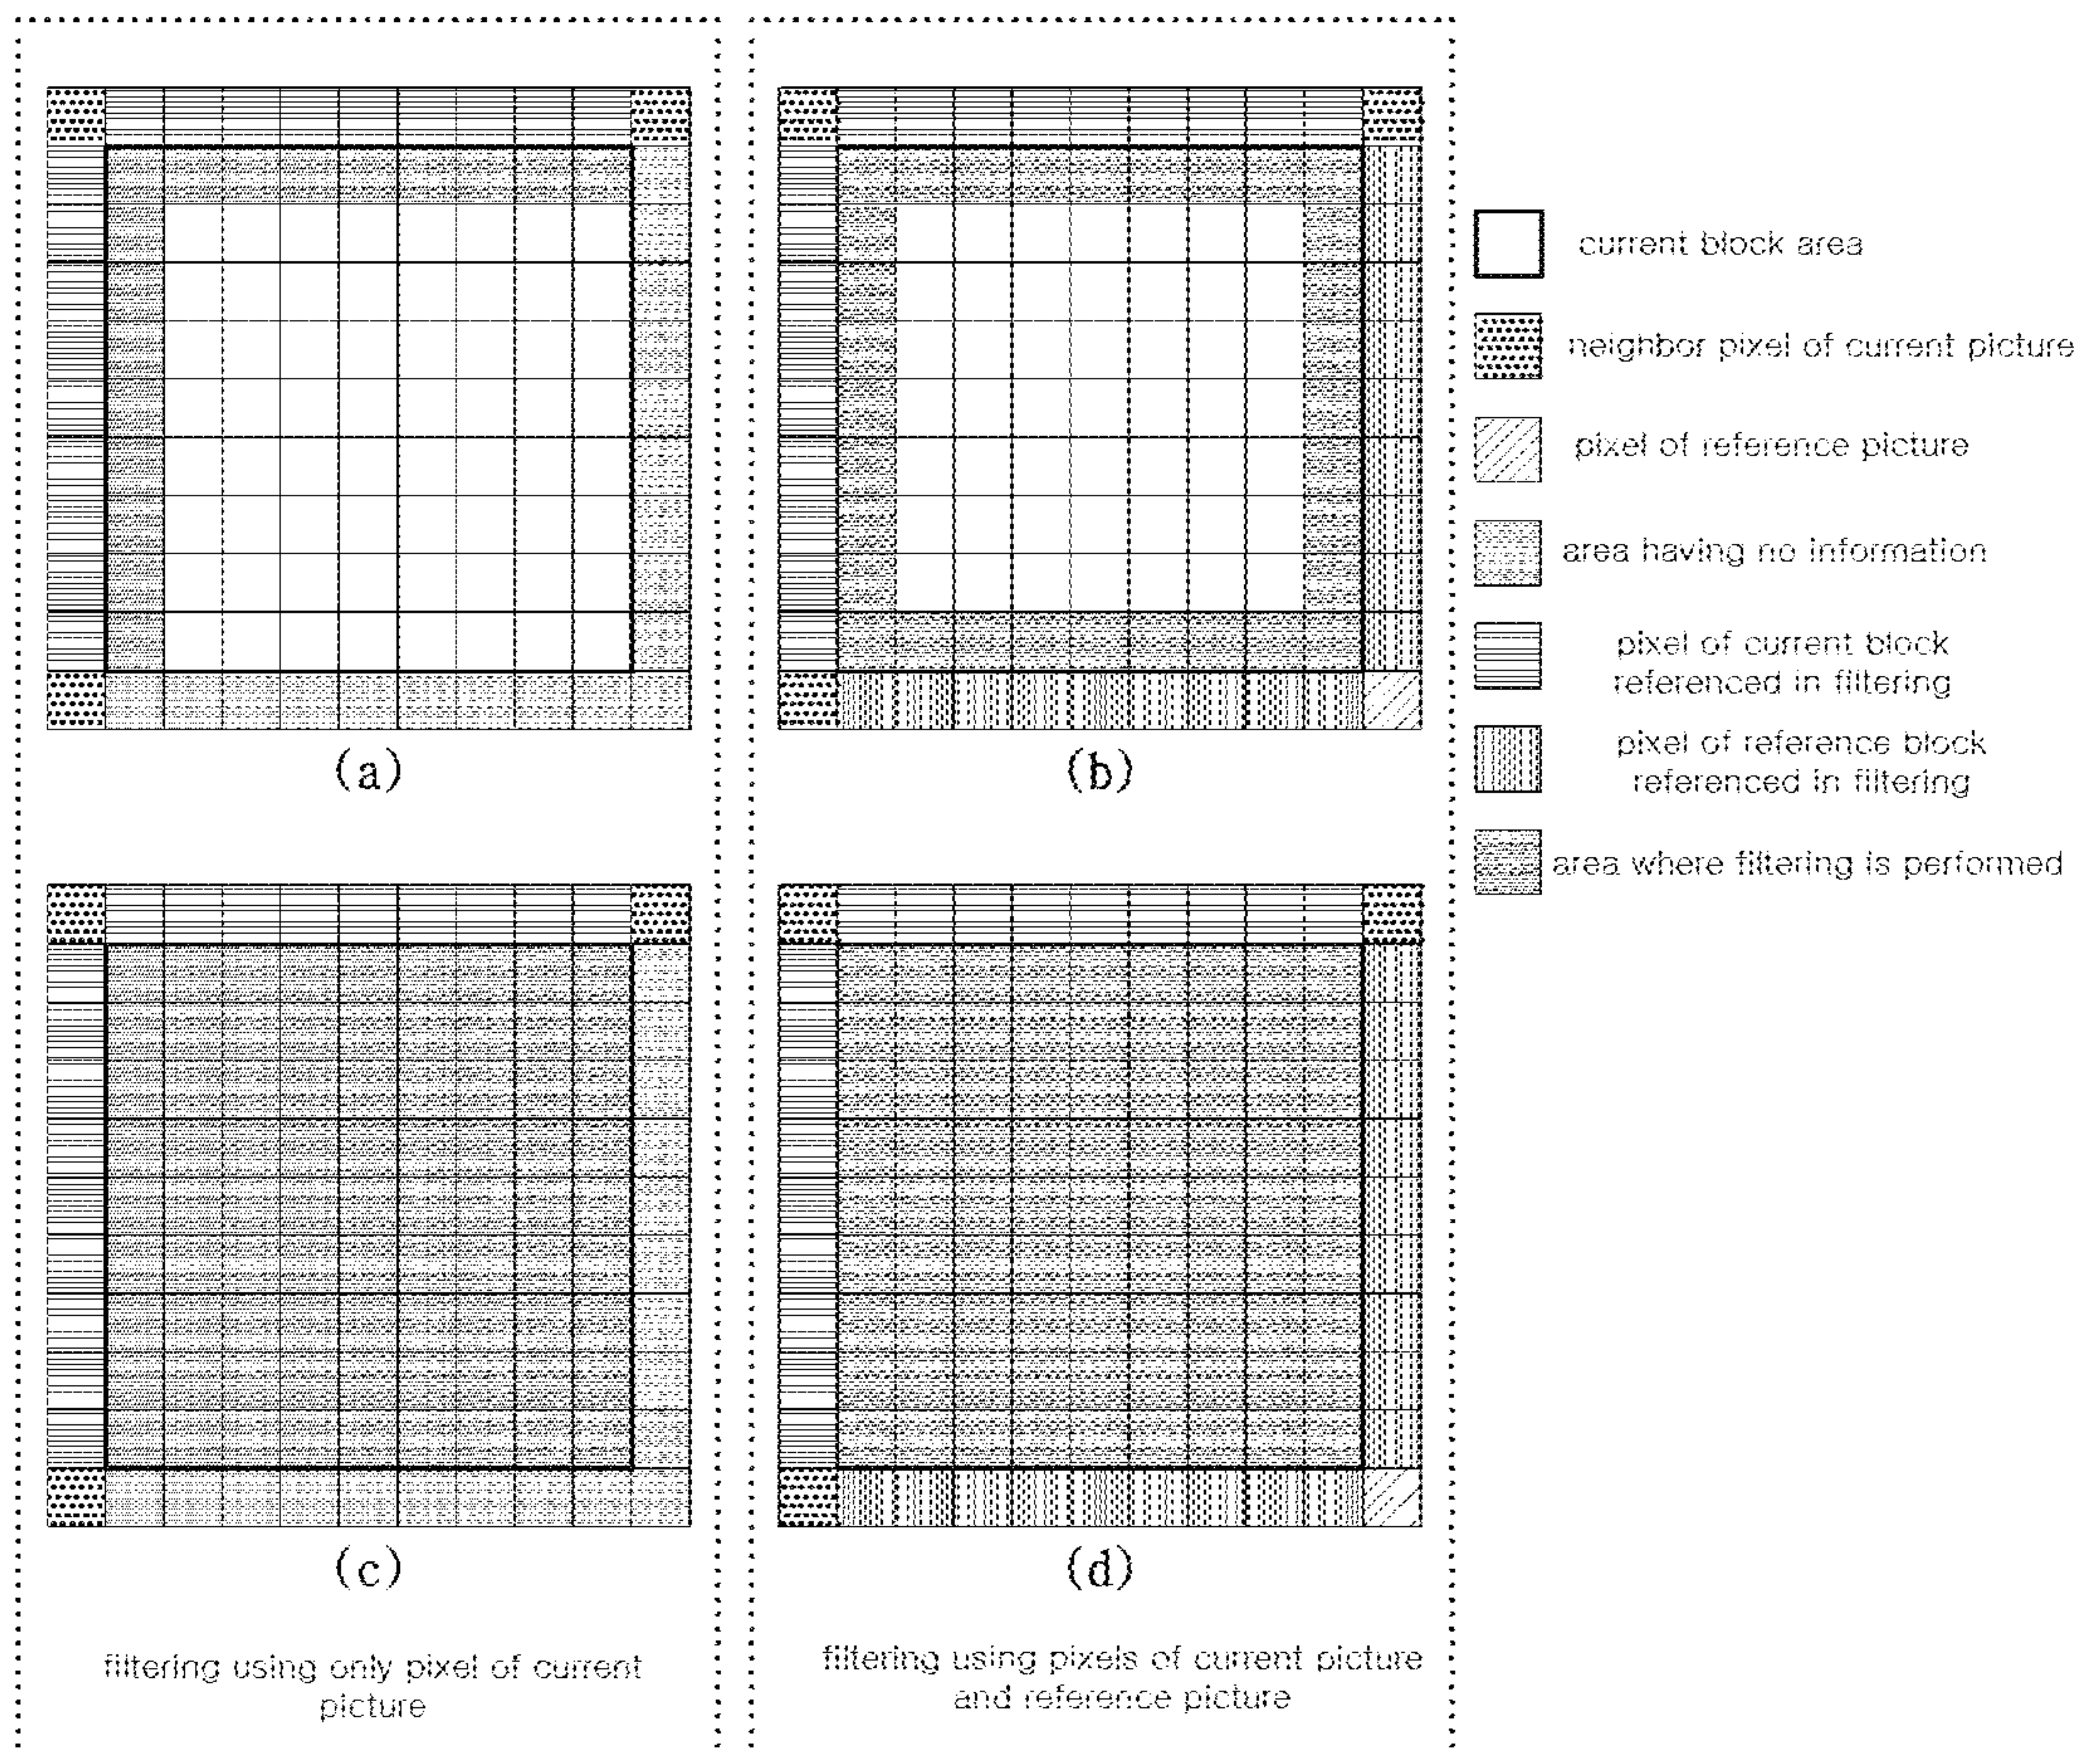 (a)
(b)
current block area
neighbor pixel of current picture
pixel of reference picture
area having no information
pixel of current block
referenced in filtering
pixel of reference block
referenced in filtering
area where filtering is performed
(c)
(d)
filtering using only pixel of current
picture
filtering using pixels of current picture
and reference picture